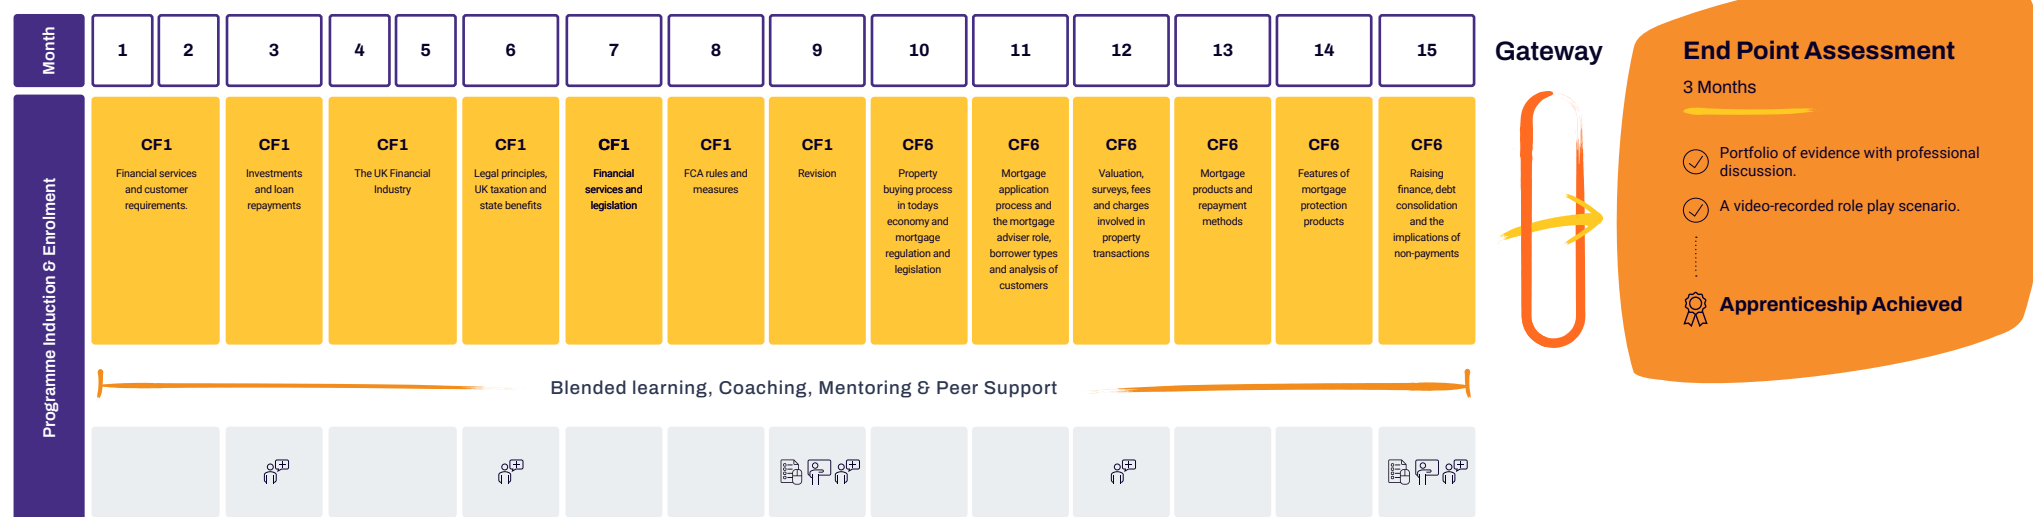 Month
1
2
3
4
5
6
7
8
9
10
11
12
13
14
15
Gateway
Programme Induction & Enrolment
CF1
Financial services
and customer
requirements.
CF1
Investments
and loan
repayments
CF1
The UK Financial
Industry
CF1
Legal principles,
UK taxation and
state benefits
CF1
Financial
services and
legislation
CF1
FCA rules and
measures
CF1
Revision
CF6
Property
buying process
in todays
economy and
mortgage
regulation and
legislation
CF6
Mortgage
application
process and
the mortgage
adviser role,
borrower types
and analysis of
customers
CF6
Valuation,
surveys, fees
and charges
involved in
property
transactions
CF6
Mortgage
products and
repayment
methods
CF6
Features of
mortgage
protection
products
CF6
Raising
finance, debt
consolidation
and the
implications of
non-payments
Blended learning, Coaching, Mentoring & Peer Support
End Point Assessment
3 Months
Portfolio of evidence with professional
discussion.
A video-recorded role play scenario.
Apprenticeship Achieved